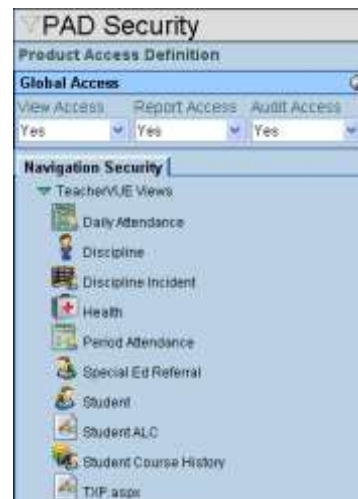 PAD Security
Product Access Definition
Global Access
View Access Report Access Audit Access
Yes Yes Yes
Navigation Security
TeacherVUE Views
Daily Attendance
Discipline
Discipline Incident
Health
Period Attendance
Special Ed Referral
Student
Student ALC
Student Course History
TXP.aspx